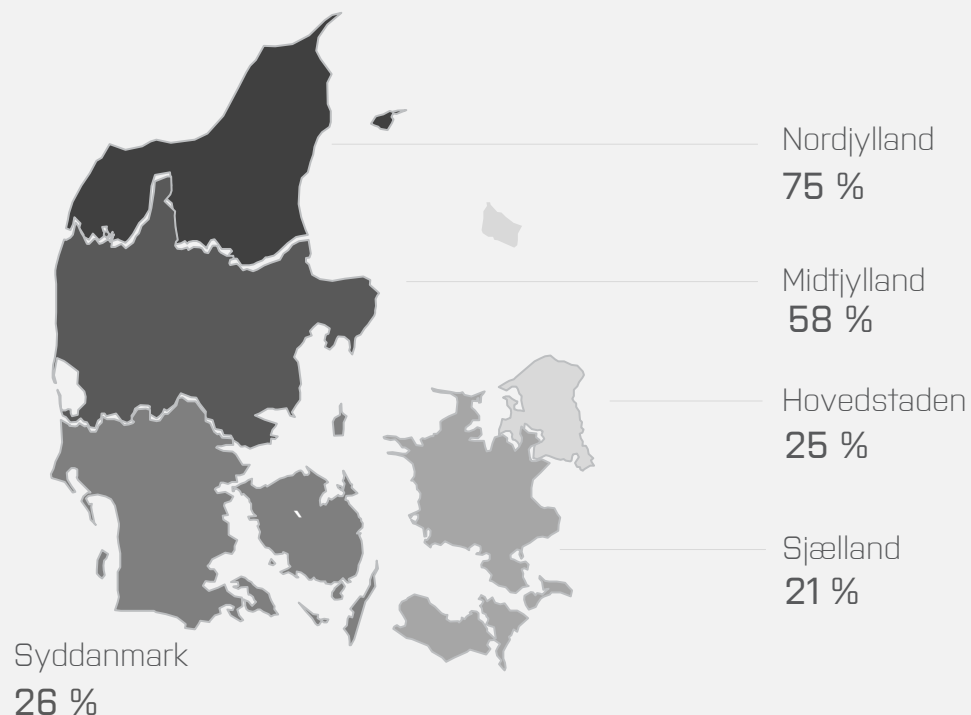 Nordjylland
75 %
Midtjylland
58 %
Hovedstaden
25 %
Sjælland
21 %
Syddanmark
26 %